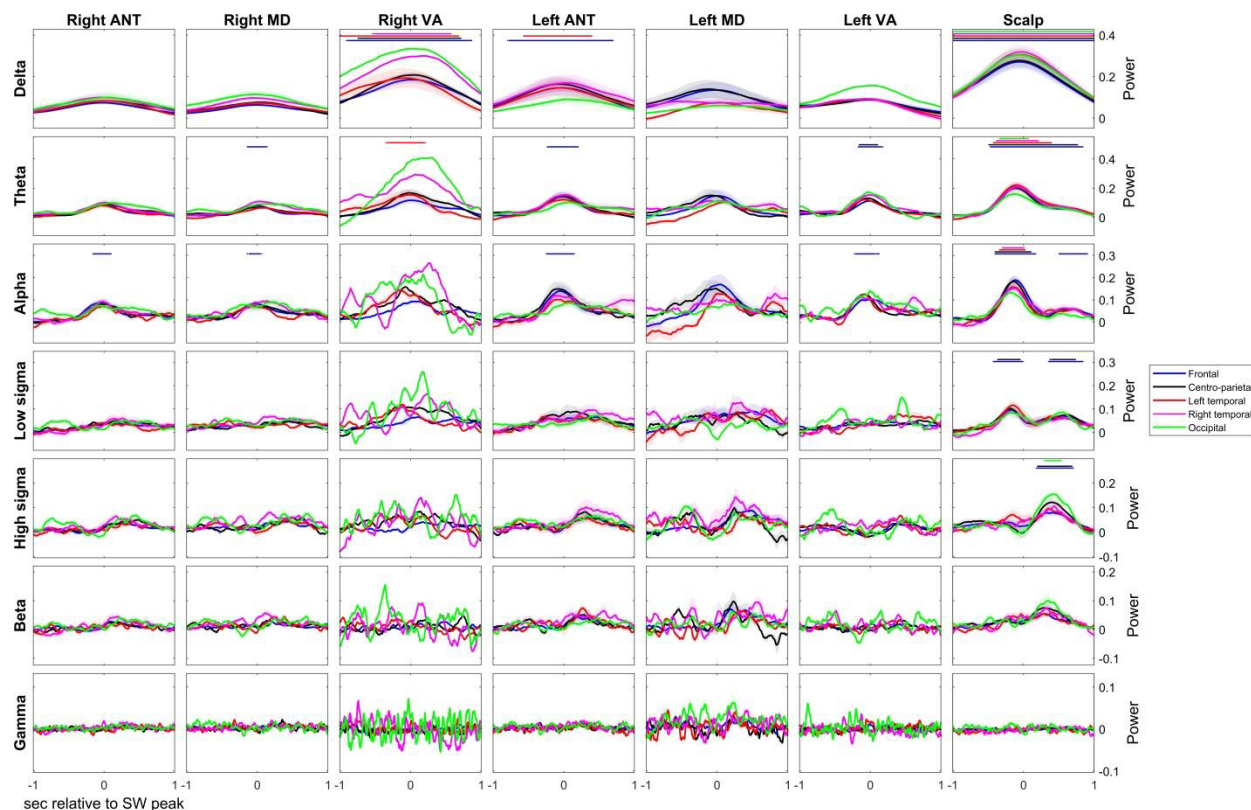 Right ANT Right MD Right VA Left ANT Left MD Left VA Scalp
Delta
0.4
0.2
0
Power
Theta
0.4
0.2
0
Power
Alpha
0.3
0.2
0.1
0
Power
Low sigma
0.3
0.2
0.1
0
Power
Frontal
Centro-parietal
Left temporal
Right temporal
Occipital
High sigma
0.2
0.1
0
-0.1
Power
Beta
0.2
0.1
0
-0.1
Power
Gamma
0.1
0
-0.1
Power
-1 0 1 -1 0 1 -1 0 1 -1 0 1 -1 0 1 -1 0 1 -1 0 1
sec relative to SW peak